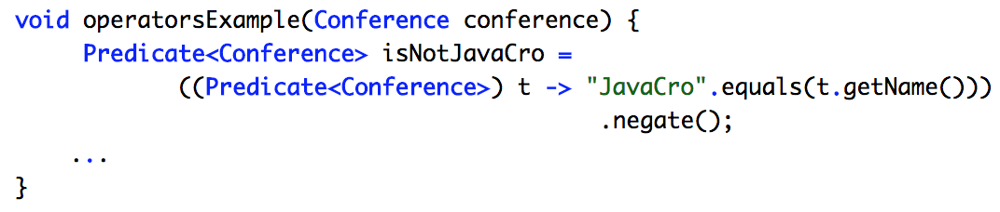 void operatorsExample(Conference conference) {
Predicate<Conference> isNotJavaCro =
((Predicate<Conference>) t -> "JavaCro".equals(t.getName()))
.negate();
...
}